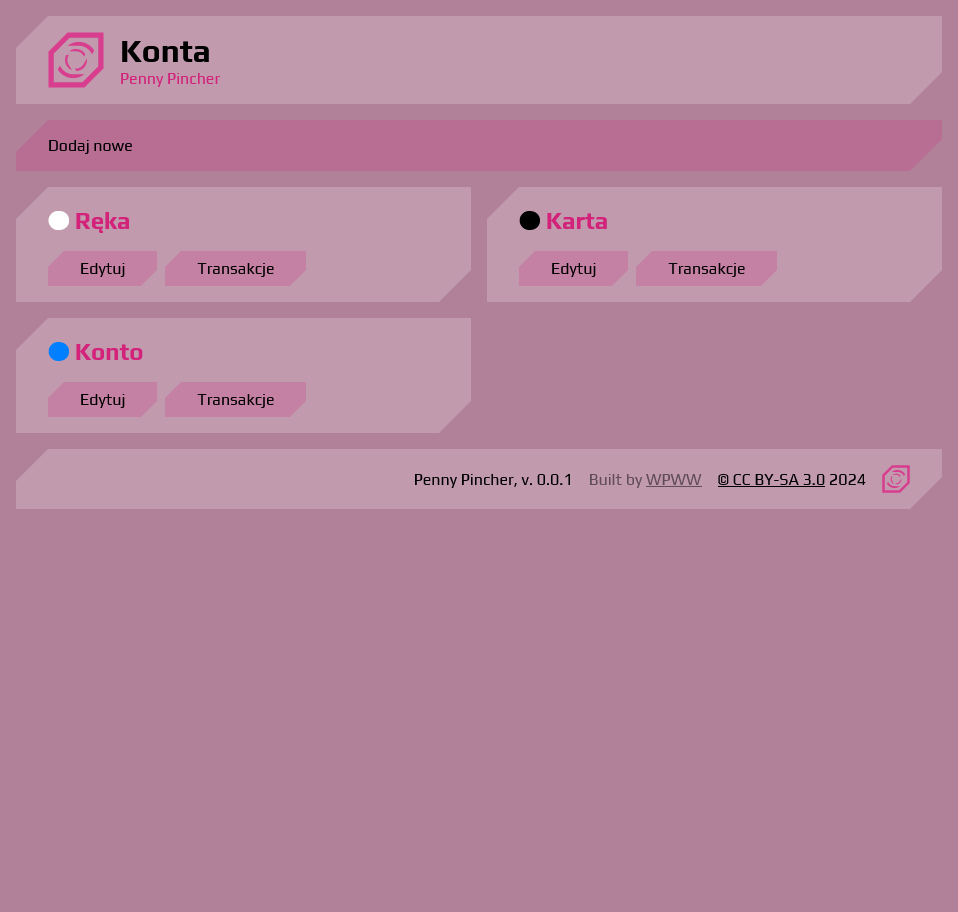 Konta
Penny Pincher
Dodaj nowe
Ręka
Edytuj Transakcje
Karta
Edytuj Transakcje
Konto
Edytuj Transakcje
Penny Pincher, v. 0.0.1 Built by WPWW © CC BY-SA 3.0 2024